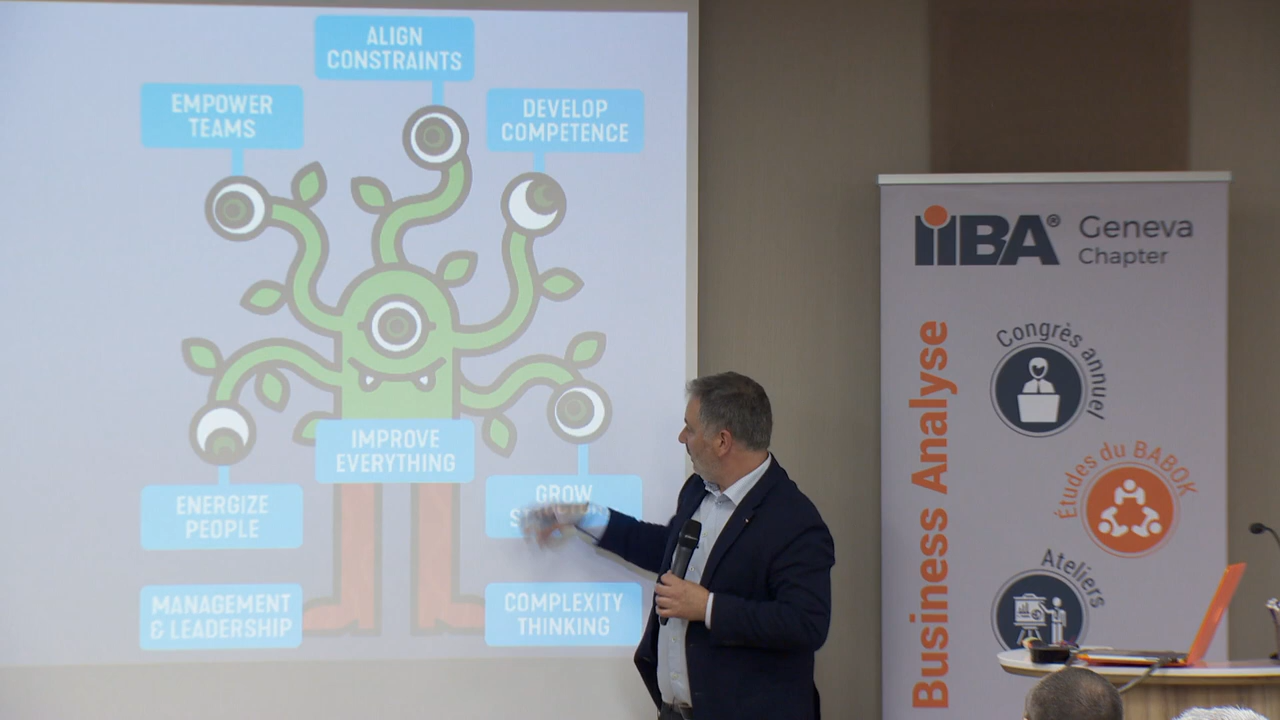 ALIGN
CONSTRAINTS
EMPOWER
TEAMS
DEVELOP
COMPETENCE
IMPROVE
EVERYTHING
ENERGIZE
PEOPLE
GROW
MANAGEMENT
& LEADERSHIP
COMPLEXITY
THINKING
iiBA® Geneva
Chapter
Business Analyse
Congrès annuel
Études du BABOK
Ateliers